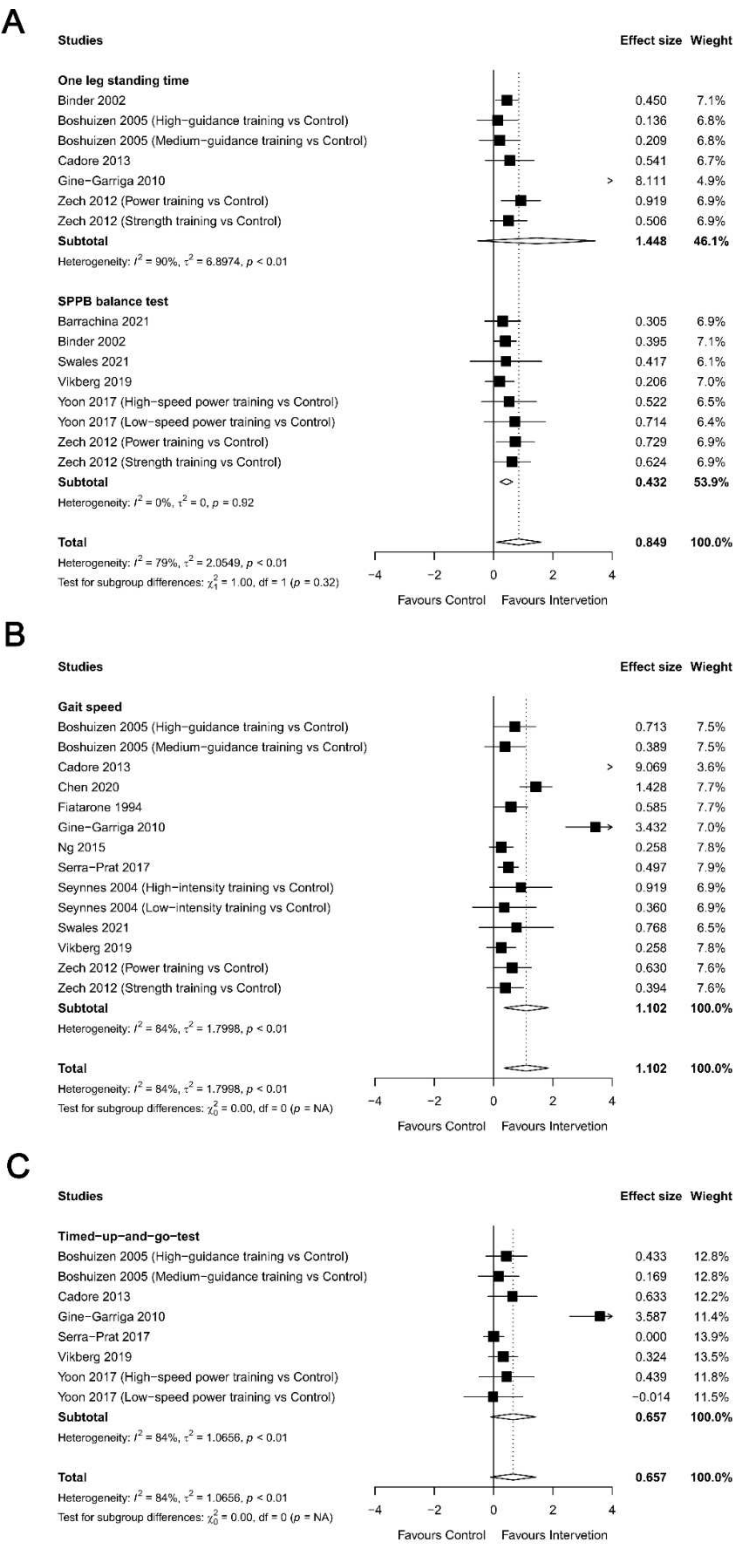 A
Studies Effect size Wieght
One leg standing time
Binder 2002 0.450 7.1%
Boshuizen 2005 (High−guidance training vs Control) 0.136 6.8%
Boshuizen 2005 (Medium−guidance training vs Control) 0.209 6.8%
Cadore 2013 0.541 6.7%
Gine−Garriga 2010 > 8.111 4.9%
Zech 2012 (Power training vs Control) 0.919 6.9%
Zech 2012 (Strength training vs Control) 0.506 6.9%
Subtotal 1.448 46.1%
Heterogeneity: I² = 90%, τ² = 6.8974, p < 0.01
SPPB balance test
Barrachina 2021 0.305 6.9%
Binder 2002 0.395 7.1%
Swales 2021 0.417 6.1%
Vikberg 2019 0.206 7.0%
Yoon 2017 (High−speed power training vs Control) 0.522 6.5%
Yoon 2017 (Low−speed power training vs Control) 0.714 6.4%
Zech 2012 (Power training vs Control) 0.729 6.9%
Zech 2012 (Strength training vs Control) 0.624 6.9%
Subtotal 0.432 53.9%
Heterogeneity: I² = 0%, τ² = 0, p = 0.92
Total 0.849 100.0%
Heterogeneity: I² = 79%, τ² = 2.0549, p < 0.01
Test for subgroup differences: χ²₁ = 1.00, df = 1 (p = 0.32)
−4 −2 0 2 4
Favours Control Favours Intervetion
B
Studies Effect size Wieght
Gait speed
Boshuizen 2005 (High−guidance training vs Control) 0.713 7.5%
Boshuizen 2005 (Medium−guidance training vs Control) 0.389 7.5%
Cadore 2013 > 9.069 3.6%
Chen 2020 1.428 7.7%
Fiatarone 1994 0.585 7.7%
Gine−Garriga 2010 3.432 7.0%
Ng 2015 0.258 7.8%
Serra−Prat 2017 0.497 7.9%
Seynnes 2004 (High−intensity training vs Control) 0.919 6.9%
Seynnes 2004 (Low−intensity training vs Control) 0.360 6.9%
Swales 2021 0.768 6.5%
Vikberg 2019 0.258 7.8%
Zech 2012 (Power training vs Control) 0.630 7.6%
Zech 2012 (Strength training vs Control) 0.394 7.6%
Subtotal 1.102 100.0%
Heterogeneity: I² = 84%, τ² = 1.7998, p < 0.01
Total 1.102 100.0%
Heterogeneity: I² = 84%, τ² = 1.7998, p < 0.01
Test for subgroup differences: χ²₀ = 0.00, df = 0 (p = NA)
−4 −2 0 2 4
Favours Control Favours Intervetion
C
Studies Effect size Wieght
Timed−up−and−go−test
Boshuizen 2005 (High−guidance training vs Control) 0.433 12.8%
Boshuizen 2005 (Medium−guidance training vs Control) 0.169 12.8%
Cadore 2013 0.633 12.2%
Gine−Garriga 2010 3.587 11.4%
Serra−Prat 2017 0.000 13.9%
Vikberg 2019 0.324 13.5%
Yoon 2017 (High−speed power training vs Control) 0.439 11.8%
Yoon 2017 (Low−speed power training vs Control) −0.014 11.5%
Subtotal 0.657 100.0%
Heterogeneity: I² = 84%, τ² = 1.0656, p < 0.01
Total 0.657 100.0%
Heterogeneity: I² = 84%, τ² = 1.0656, p < 0.01
Test for subgroup differences: χ²₀ = 0.00, df = 0 (p = NA)
−4 −2 0 2 4
Favours Control Favours Intervetion